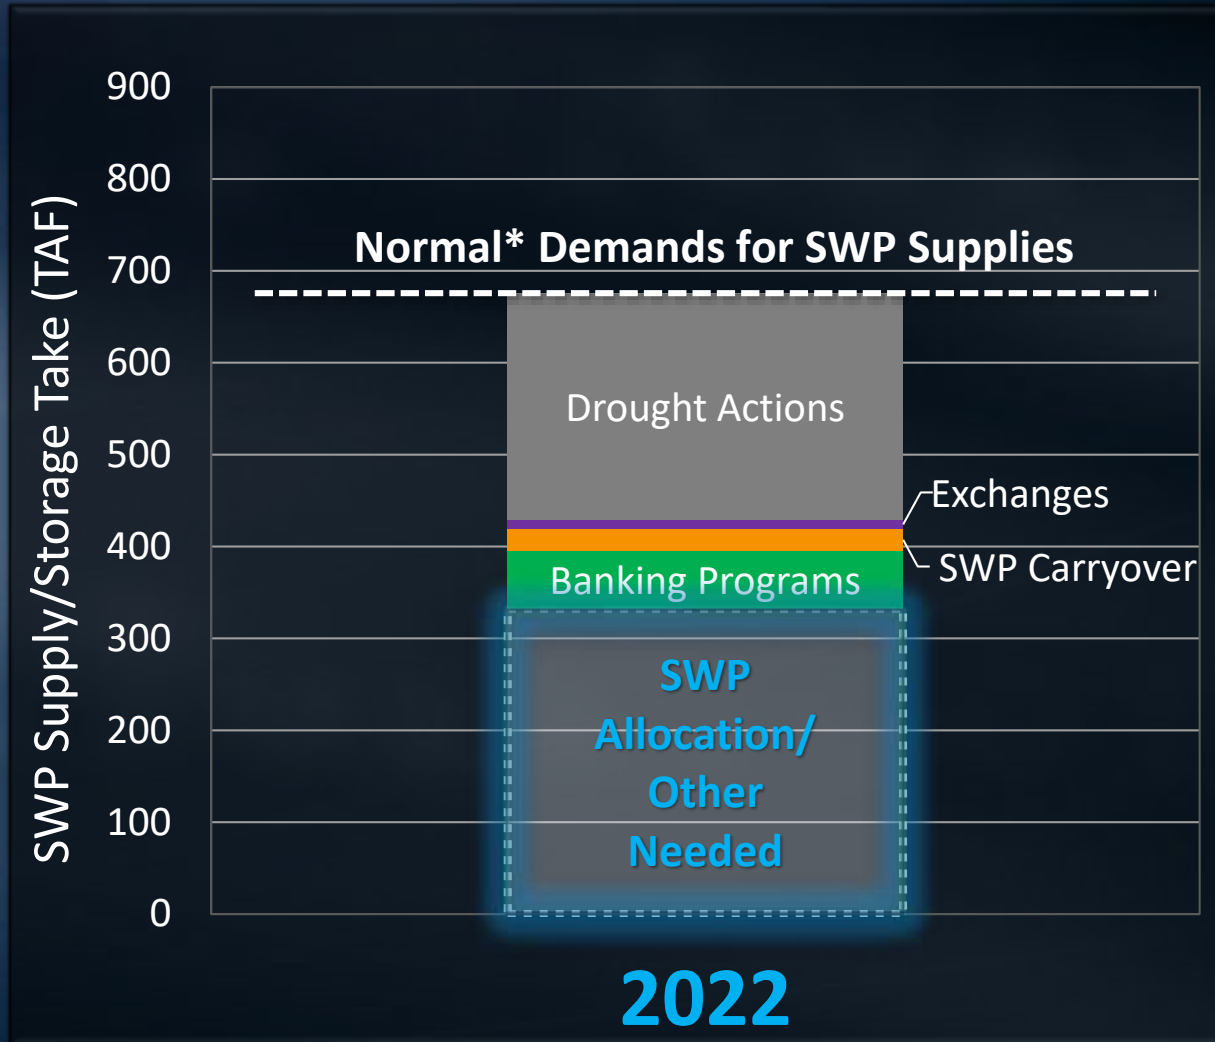 SWP Supply/Storage Take (TAF)
900
800
700
600
500
400
300
200
100
0
Normal* Demands for SWP Supplies
Drought Actions
Exchanges
SWP Carryover
Banking Programs
SWP
Allocation/
Other
Needed
2022